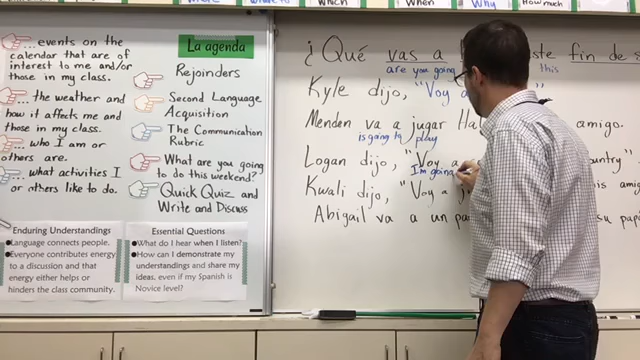 Which
When
Why
How much
... events on the
calendar that are of
interest to me and/or
those in my class.
... the weather and
how it affects me and
those in my class.
... who I am or
others are.
... what activities I
or others like to do.
La agenda
Rejoinders
Second Language
Acquisition
The Communication
Rubric
What are you going
to do this weekend?
Quick Quiz and
Write and Discuss
Enduring Understandings
●Language connects people.
●Everyone contributes energy
to a discussion and that
energy either helps or
hinders the class community.
Essential Questions
●What do I hear when I listen?
●How can I demonstrate my
understandings and share my
ideas, even if my Spanish is
Novice level?
¿Qué vas a este fin de
are you going this
Kyle dijo, "Voy a "
Menden va a jugar amigo.
is going to play
Logan dijo, "Voy a
I'm going
Kwali dijo, "Voy a
Abigail va a un su